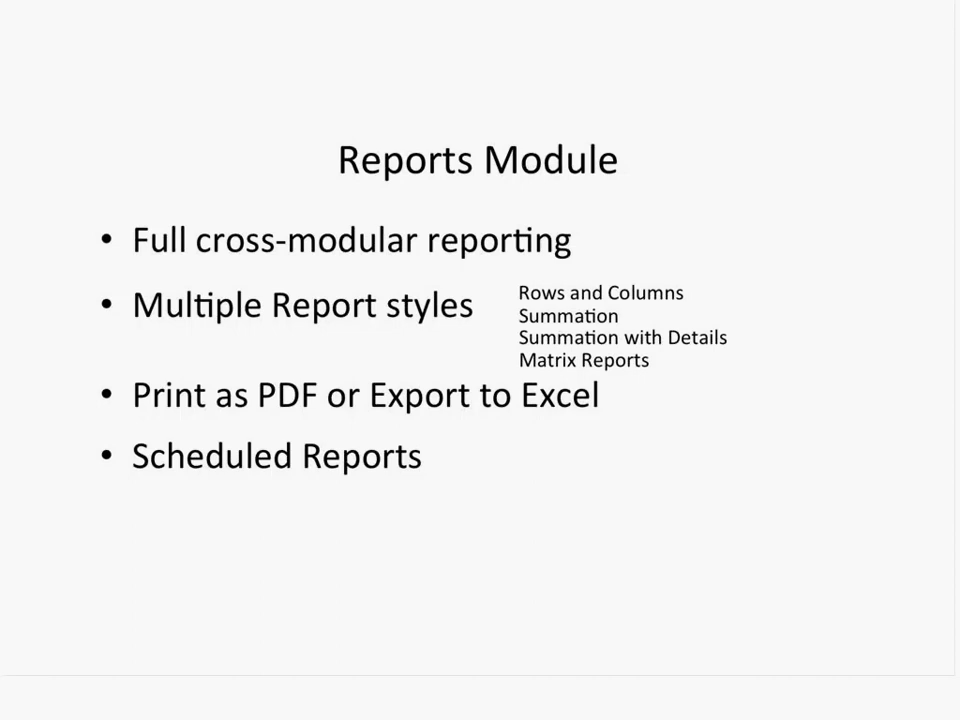 Reports Module
• Full cross-modular reporting
• Multiple Report styles
Rows and Columns
Summation
Summation with Details
Matrix Reports
• Print as PDF or Export to Excel
• Scheduled Reports